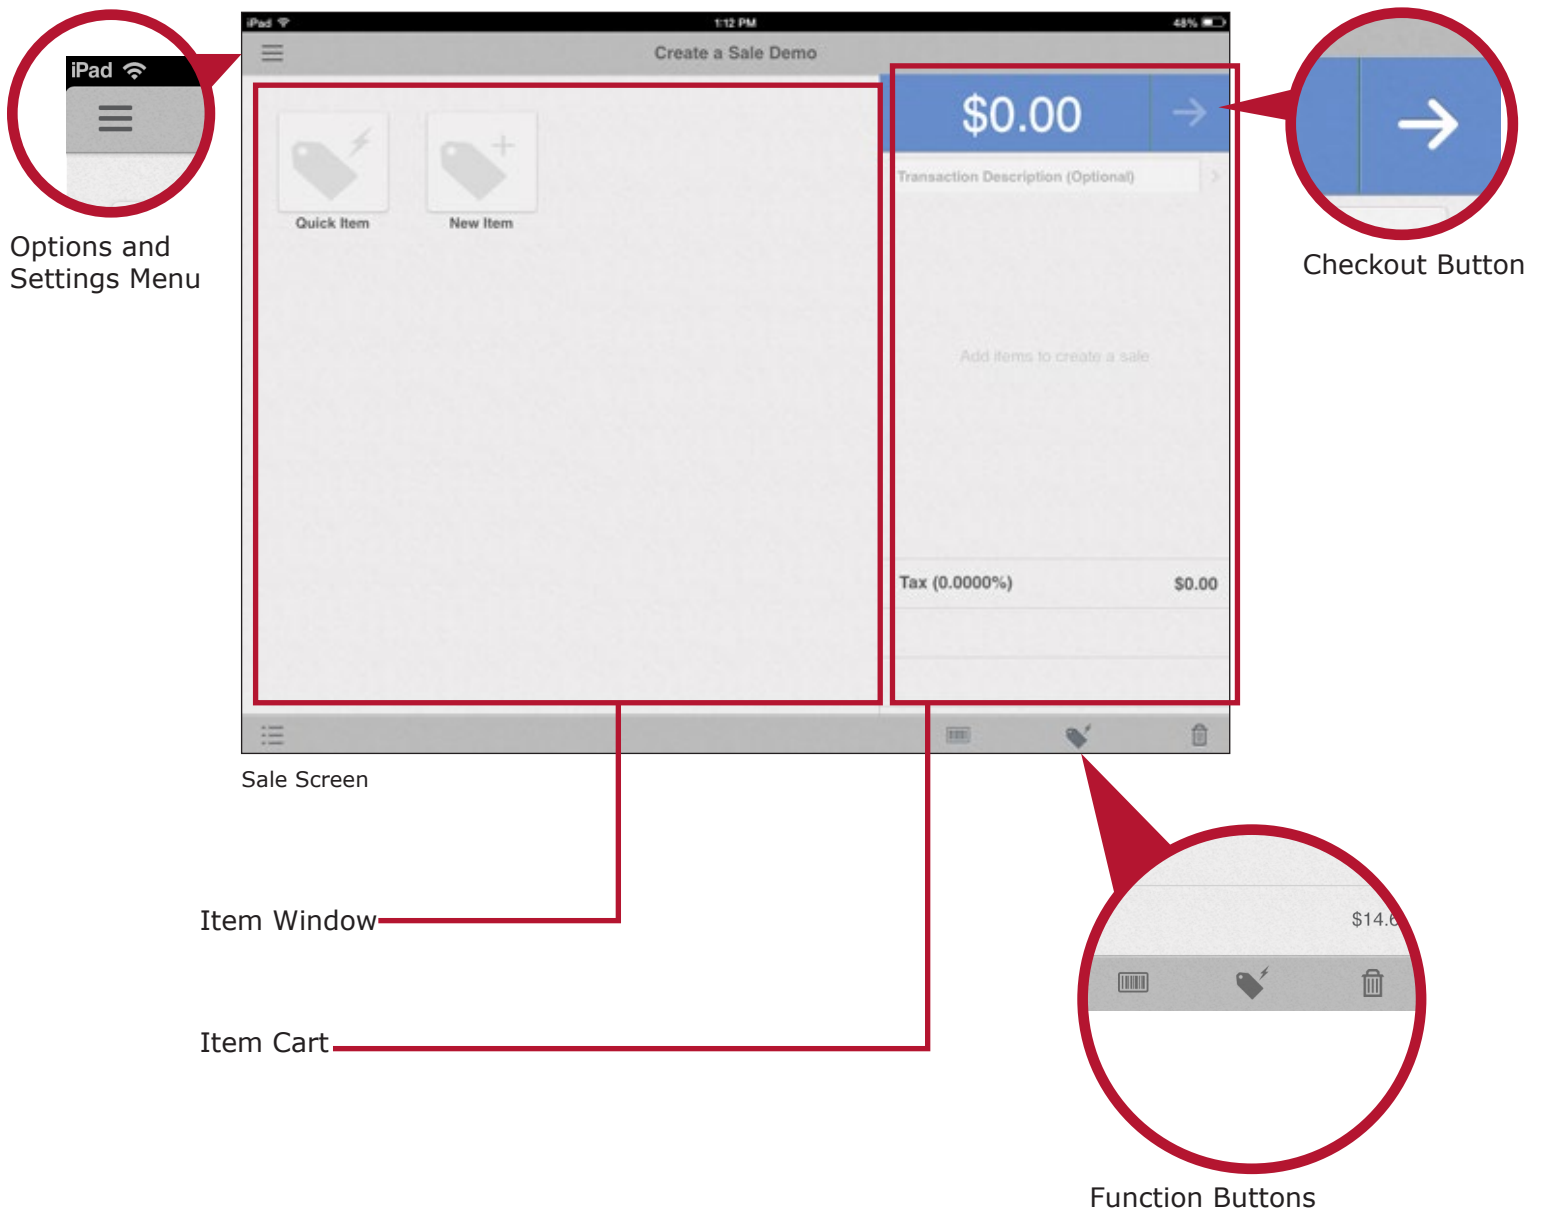 iPad
1:12 PM
48%
Create a Sale Demo
iPad
Options and
Settings Menu
$0.00
Checkout Button
Transaction Description (Optional)
Quick Item
New Item
Add items to create a sale
Tax (0.0000%)
$0.00
Sale Screen
Item Window
$14.6
Item Cart
Function Buttons